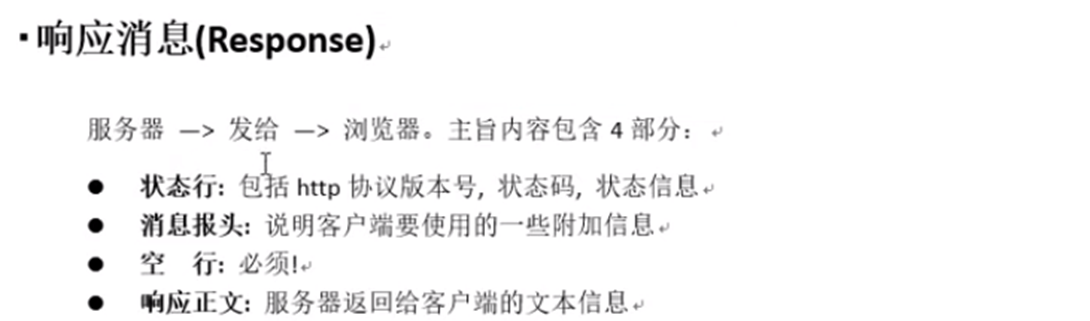 ▪响应消息(Response)
服务器 —> 发给 —> 浏览器。主旨内容包含 4 部分：
● 状态行: 包括 http 协议版本号, 状态码, 状态信息
● 消息报头: 说明客户端要使用的一些附加信息
● 空 行: 必须!
● 响应正文: 服务器返回给客户端的文本信息